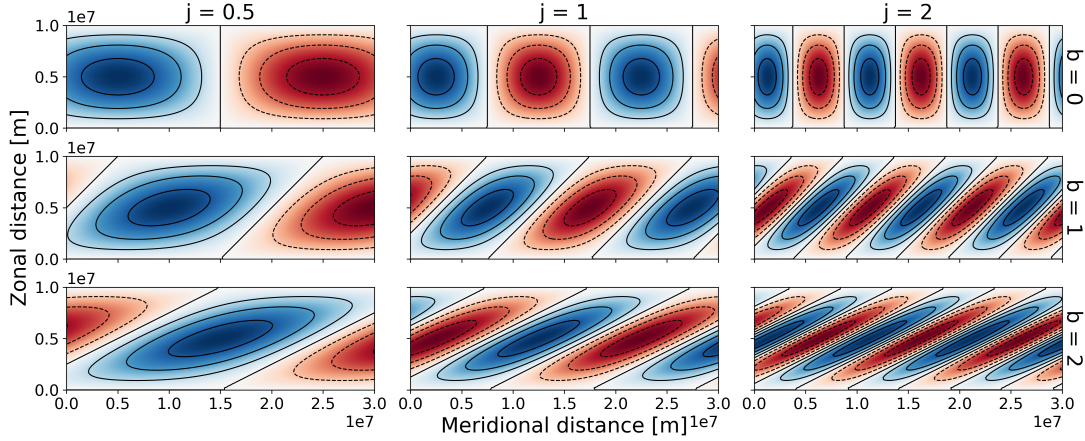 j = 0.5 j = 1 j = 2
1e7
1.0
0.5
0.0
b = 0
1.0
0.5
0.0
b = 1
1.0
0.5
0.0
b = 2
0.0 0.5 1.0 1.5 2.0 2.5 3.0 0.0 0.5 1.0 1.5 2.0 2.5 3.0 0.0 0.5 1.0 1.5 2.0 2.5 3.0
1e7 1e7 1e7
Zonal distance [m]
Meridional distance [m]